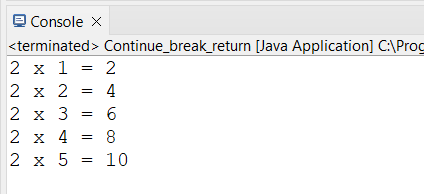 Console
<terminated> Continue_break_return [Java Application] C:\Prog
2 x 1 = 2
2 x 2 = 4
2 x 3 = 6
2 x 4 = 8
2 x 5 = 10